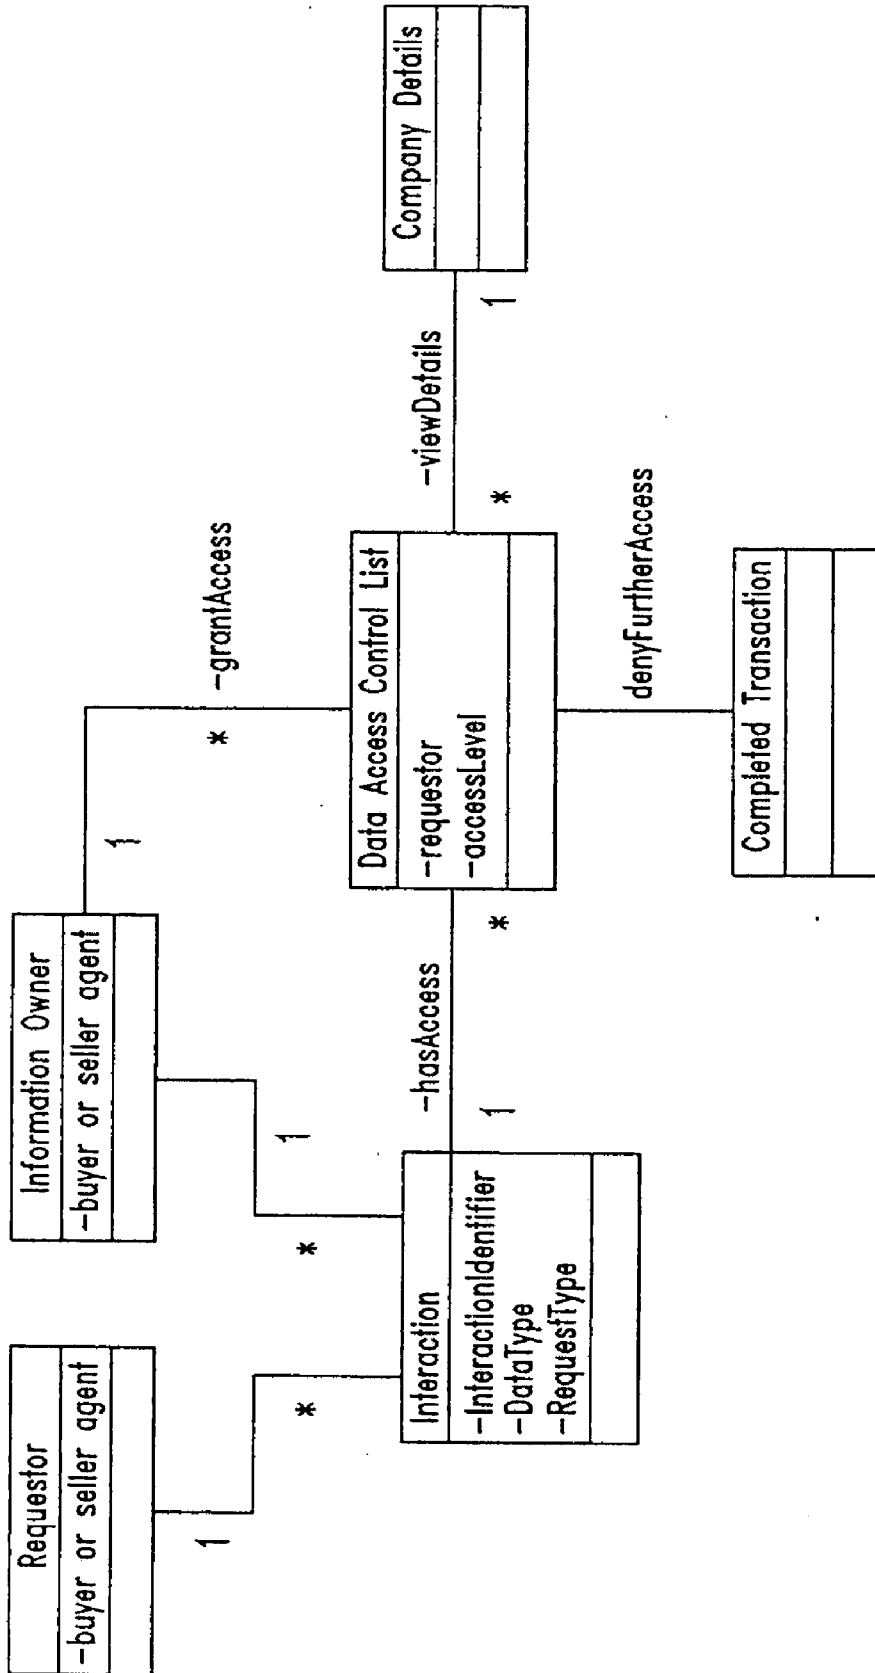 Requestor
-buyer or seller agent
1
*
Information Owner
-buyer or seller agent
1
*
1
*
-grantAccess
Interaction
-InteractionIdentifier
-DataType
-RequestType
1
-hasAccess
*
Data Access Control List
-requestor
-accessLevel
*
-viewDetails
1
Company Details
denyFurtherAccess
Completed Transaction